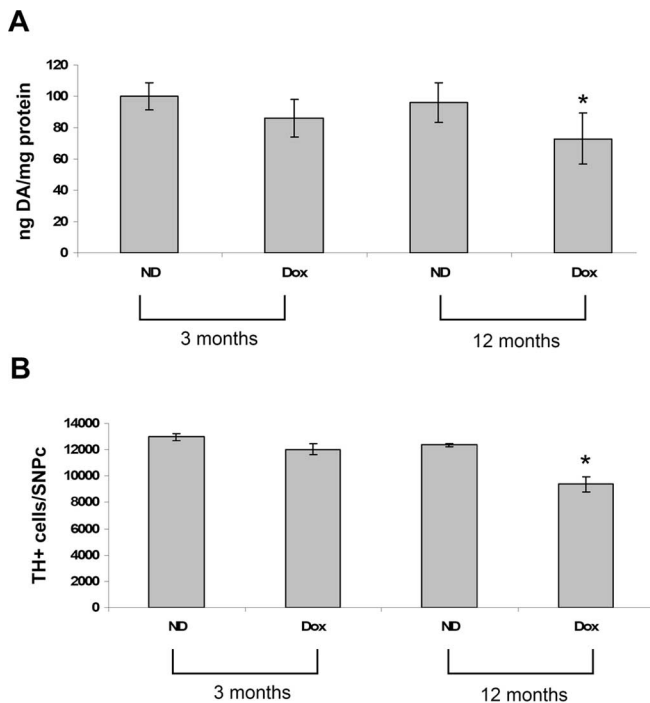 A
ng DA/mg protein
120
100
80
60
40
20
0
*
ND Dox ND Dox
3 months 12 months
B
TH+ cells/SNPc
14000
12000
10000
8000
6000
4000
2000
0
*
ND Dox ND Dox
3 months 12 months